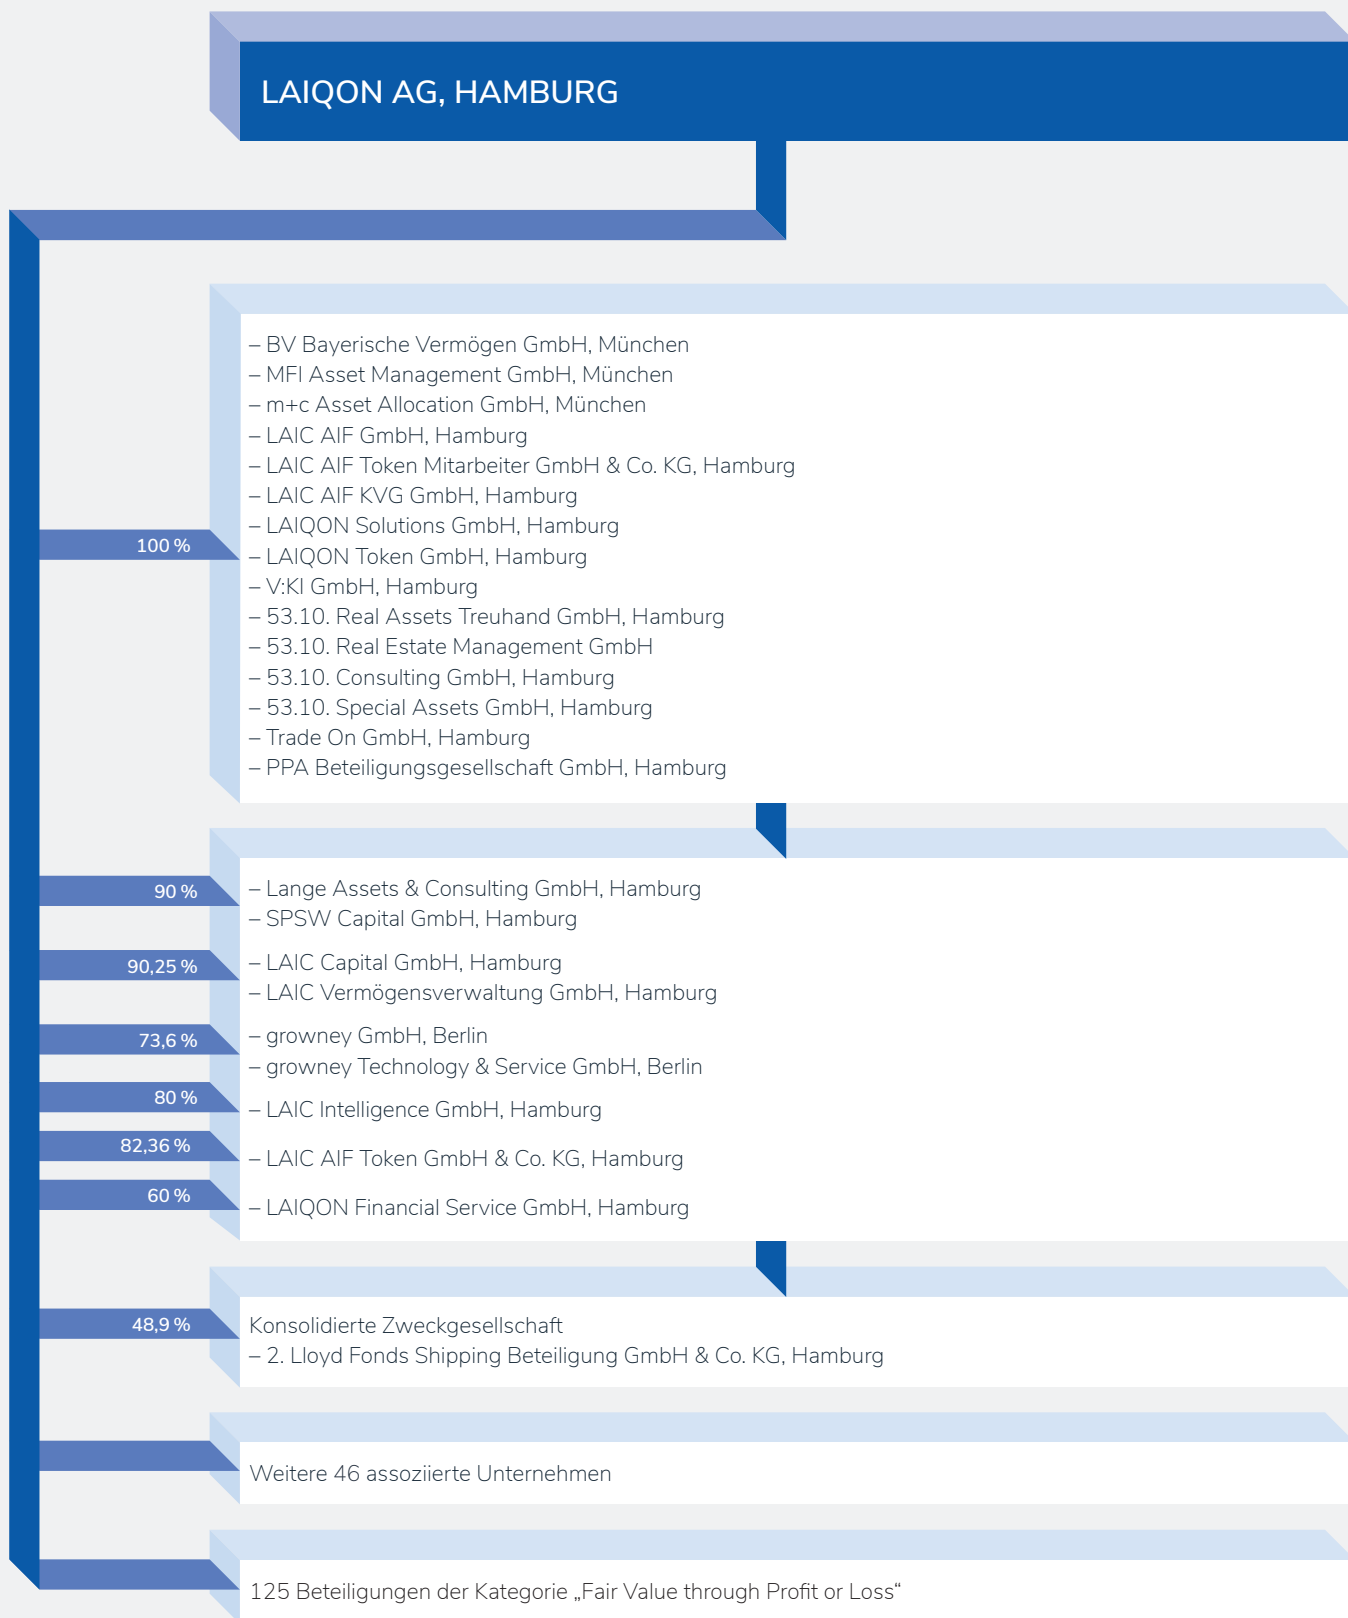 LAIQON AG, HAMBURG
– BV Bayerische Vermögen GmbH, München
– MFI Asset Management GmbH, München
– m+c Asset Allocation GmbH, München
– LAIC AIF GmbH, Hamburg
– LAIC AIF Token Mitarbeiter GmbH & Co. KG, Hamburg
– LAIC AIF KVG GmbH, Hamburg
– LAIQON Solutions GmbH, Hamburg
100 %
– LAIQON Token GmbH, Hamburg
– V:KI GmbH, Hamburg
– 53.10. Real Assets Treuhand GmbH, Hamburg
– 53.10. Real Estate Management GmbH
– 53.10. Consulting GmbH, Hamburg
– 53.10. Special Assets GmbH, Hamburg
– Trade On GmbH, Hamburg
– PPA Beteiligungsgesellschaft GmbH, Hamburg
90 %
– Lange Assets & Consulting GmbH, Hamburg
– SPSW Capital GmbH, Hamburg
90,25 %
– LAIC Capital GmbH, Hamburg
– LAIC Vermögensverwaltung GmbH, Hamburg
73,6 %
– growney GmbH, Berlin
– growney Technology & Service GmbH, Berlin
80 %
– LAIC Intelligence GmbH, Hamburg
82,36 %
– LAIC AIF Token GmbH & Co. KG, Hamburg
60 %
– LAIQON Financial Service GmbH, Hamburg
48,9 %
Konsolidierte Zweckgesellschaft
– 2. Lloyd Fonds Shipping Beteiligung GmbH & Co. KG, Hamburg
Weitere 46 assoziierte Unternehmen
125 Beteiligungen der Kategorie „Fair Value through Profit or Loss“